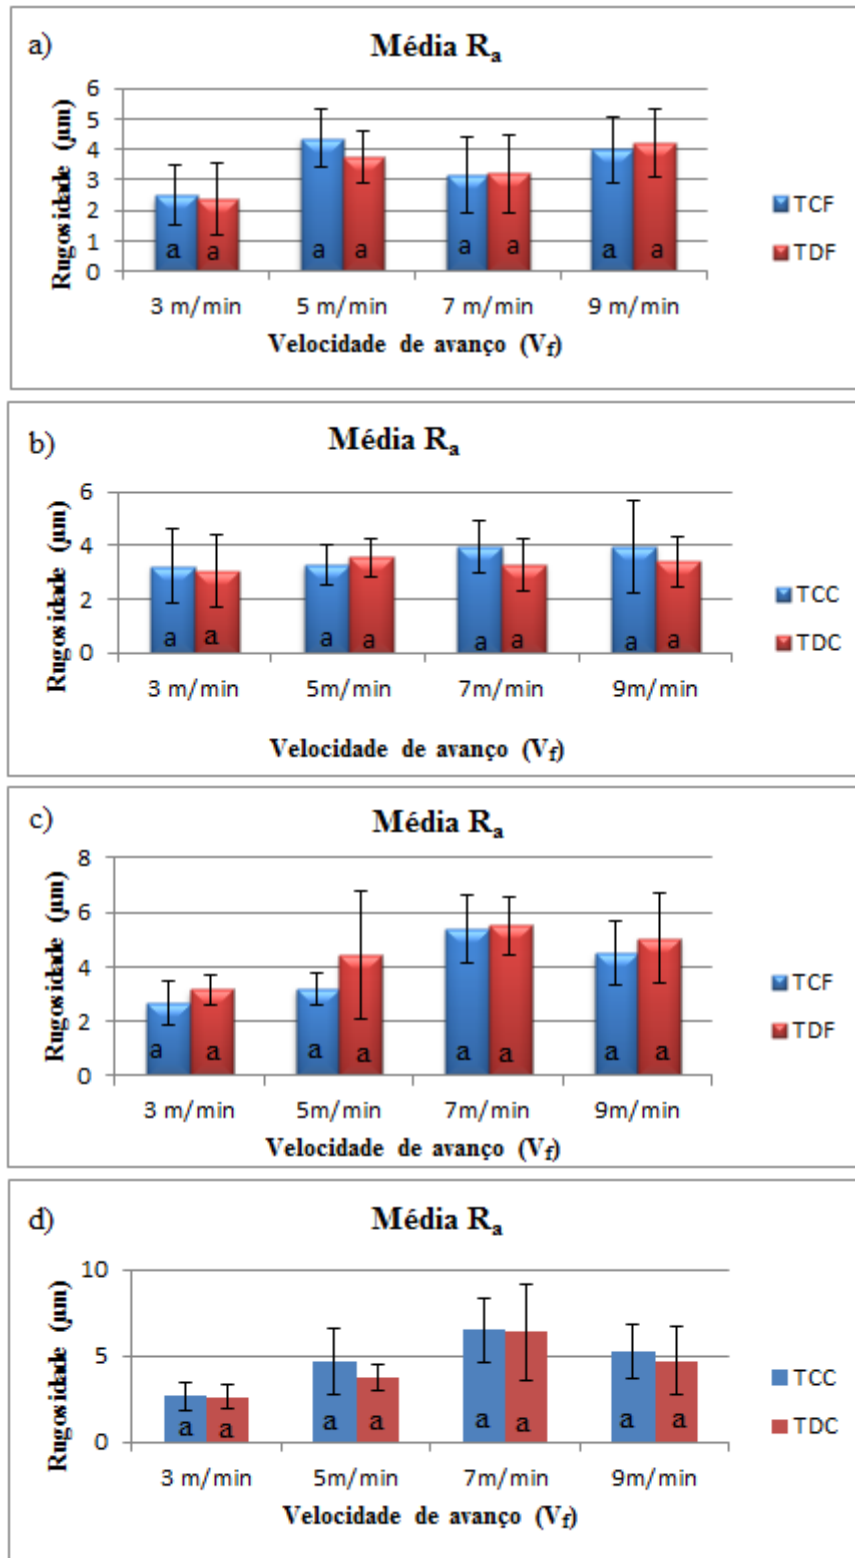 a)
Média Rₐ
Rugosidade (µm)
6
5
4
3
2
1
0
a a a a a a a a
3 m/min 5 m/min 7 m/min 9 m/min
Velocidade de avanço (V_f)
TCF
TDF
b)
Média Rₐ
Rugosidade (µm)
6
4
2
0
a a a a a a a a
3 m/min 5m/min 7m/min 9m/min
Velocidade de avanço (V_f)
TCC
TDC
c)
Média Rₐ
Rugosidade (µm)
8
6
4
2
0
a a a a a a a a
3 m/min 5m/min 7m/min 9m/min
Velocidade de avanço (V_f)
TCF
TDF
d)
Média Rₐ
Rugosidade (µm)
10
5
0
a a a a a a a a
3 m/min 5m/min 7m/min 9m/min
Velocidade de avanço (V_f)
TCC
TDC